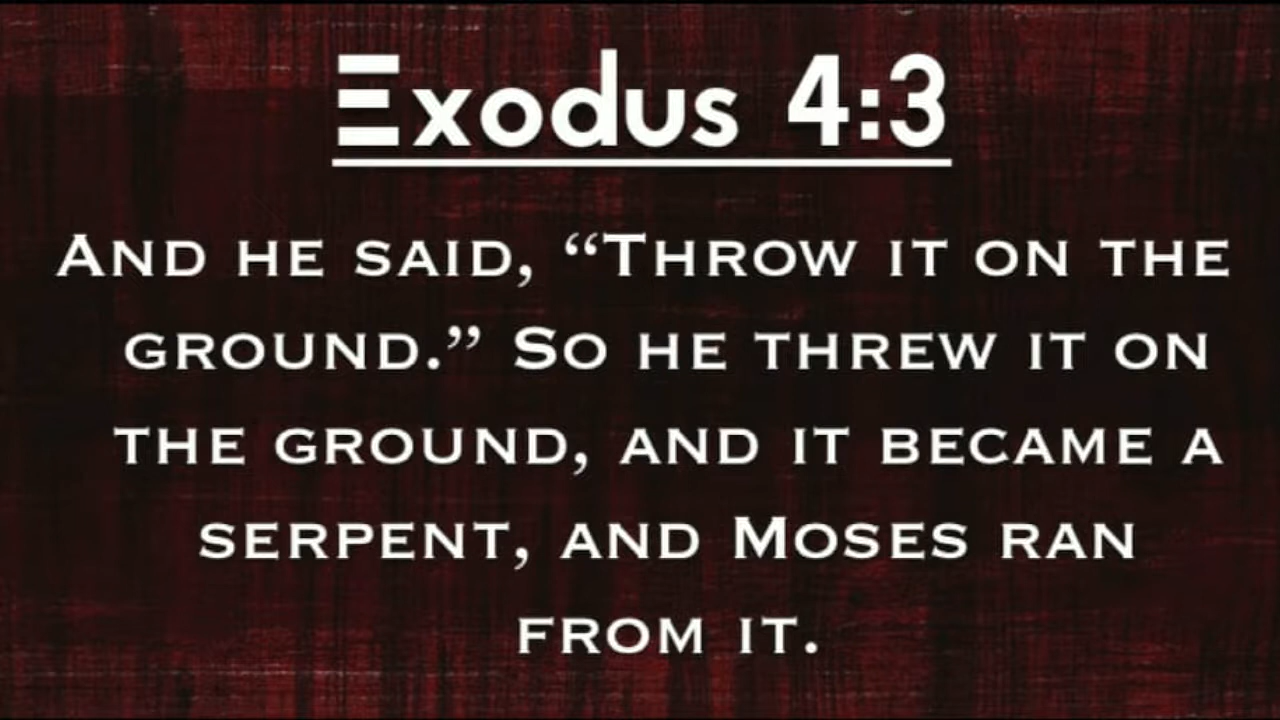 Exodus 4:3
And he said, “Throw it on the
ground.” So he threw it on
the ground, and it became a
serpent, and Moses ran
from it.